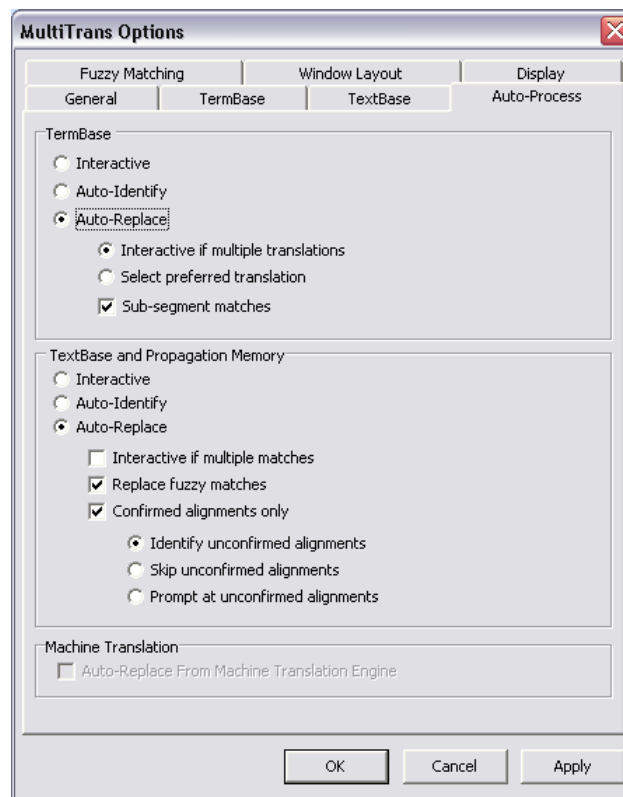 MultiTrans Options
Fuzzy Matching Window Layout Display
General TermBase TextBase Auto-Process
TermBase
Interactive
Auto-Identify
Auto-Replace
Interactive if multiple translations
Select preferred translation
Sub-segment matches
TextBase and Propagation Memory
Interactive
Auto-Identify
Auto-Replace
Interactive if multiple matches
Replace fuzzy matches
Confirmed alignments only
Identify unconfirmed alignments
Skip unconfirmed alignments
Prompt at unconfirmed alignments
Machine Translation
Auto-Replace From Machine Translation Engine
OK Cancel Apply